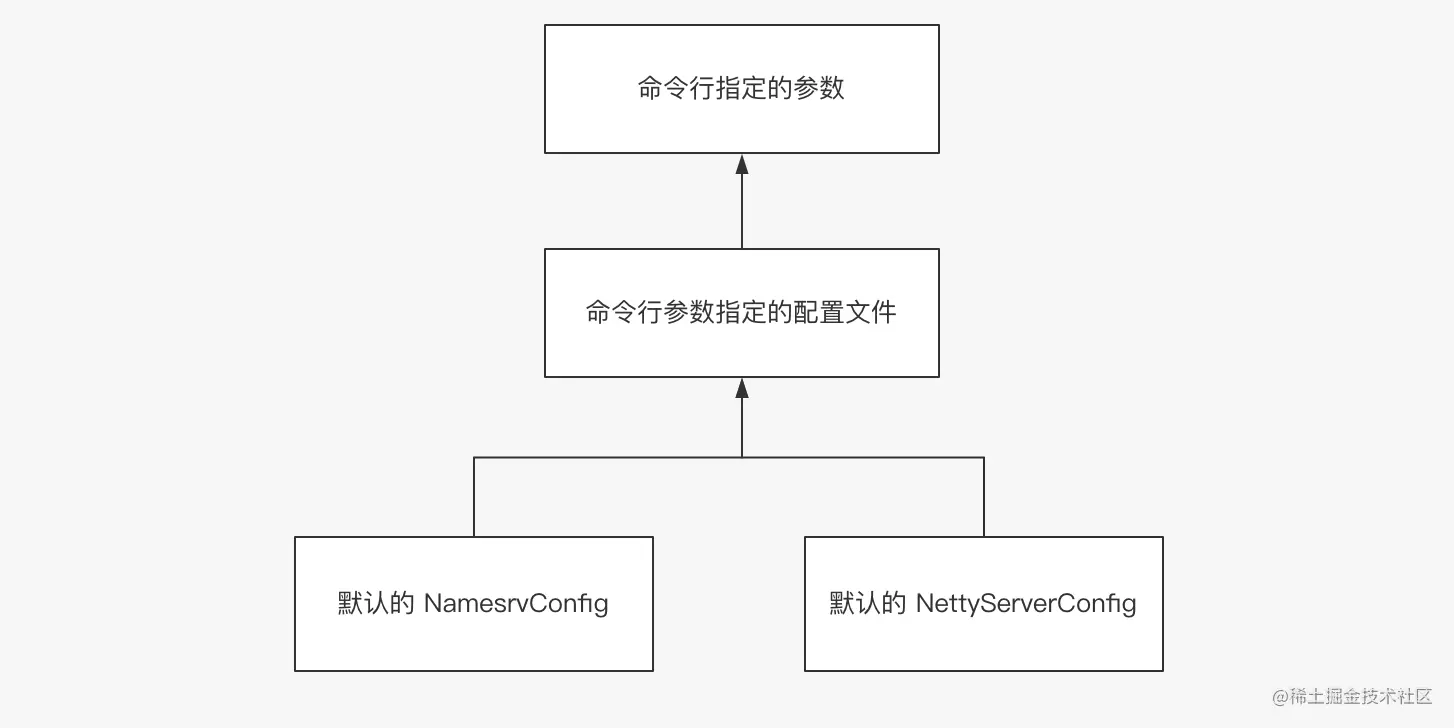 命令行指定的参数
命令行参数指定的配置文件
默认的 NamesrvConfig
默认的 NettyServerConfig
@稀土掘金技术社区